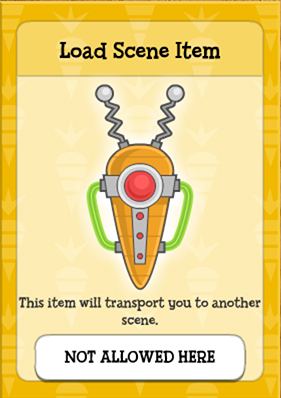 Load Scene Item
This item will transport you to another
scene.
NOT ALLOWED HERE